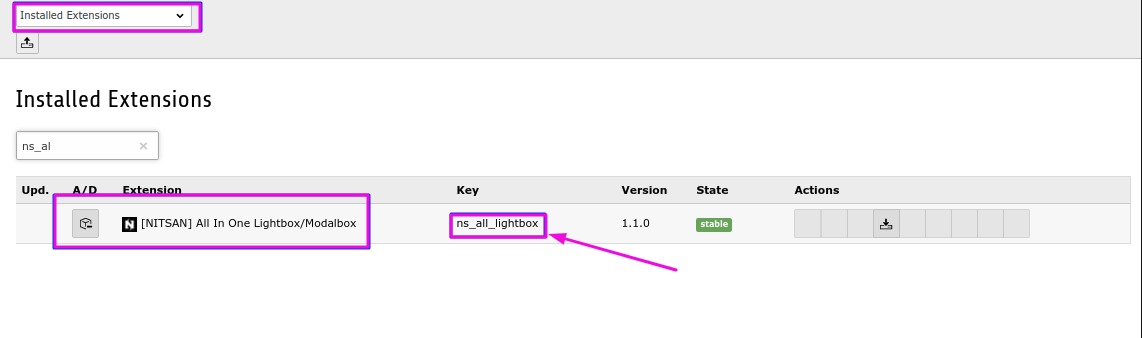 Installed Extensions
Installed Extensions
ns_al
Upd. A/D Extension Key Version State Actions
[NITSAN] All In One Lightbox/Modalbox ns_all_lightbox 1.1.0 stable